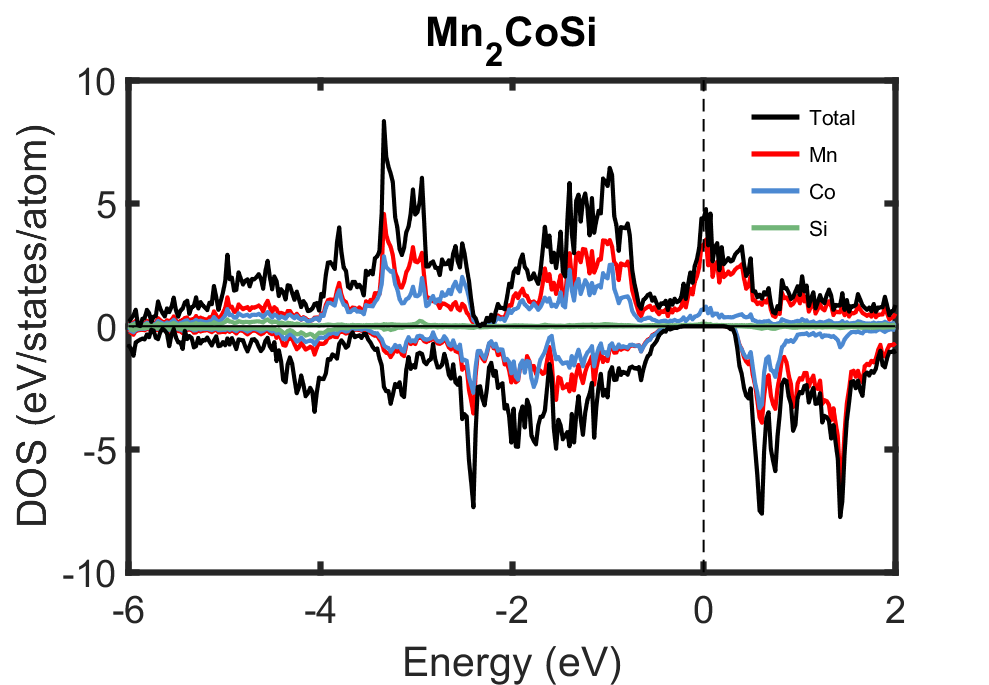 Mn2CoSi
10
5
0
-5
-10
DOS (eV/states/atom)
Total
Mn
Co
Si
-6
-4
-2
0
2
Energy (eV)